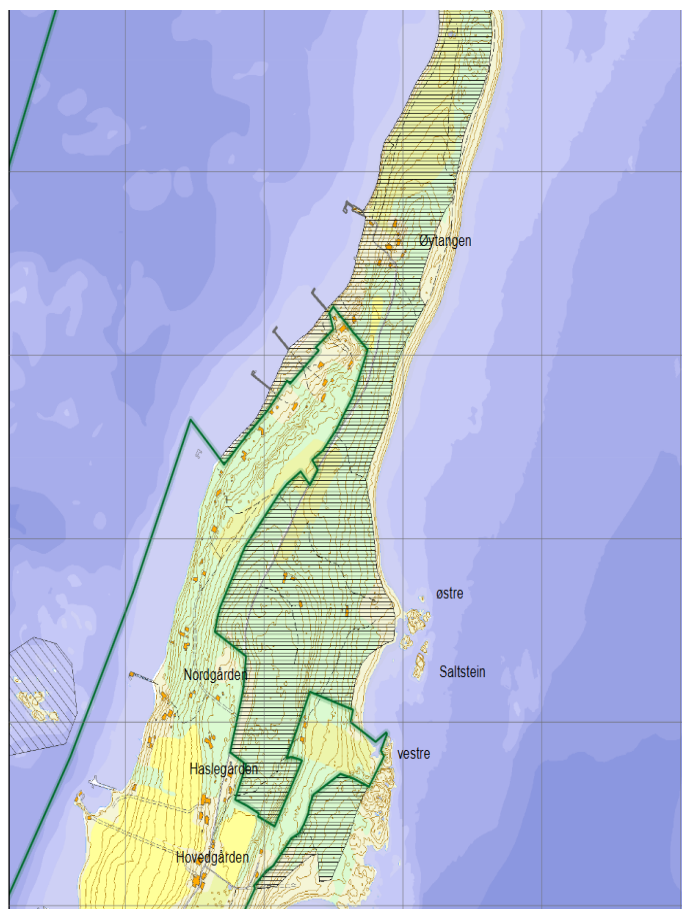 Øytangen
østre
Saltstein
Nordgården
vestre
Haslegården
Hovedgården